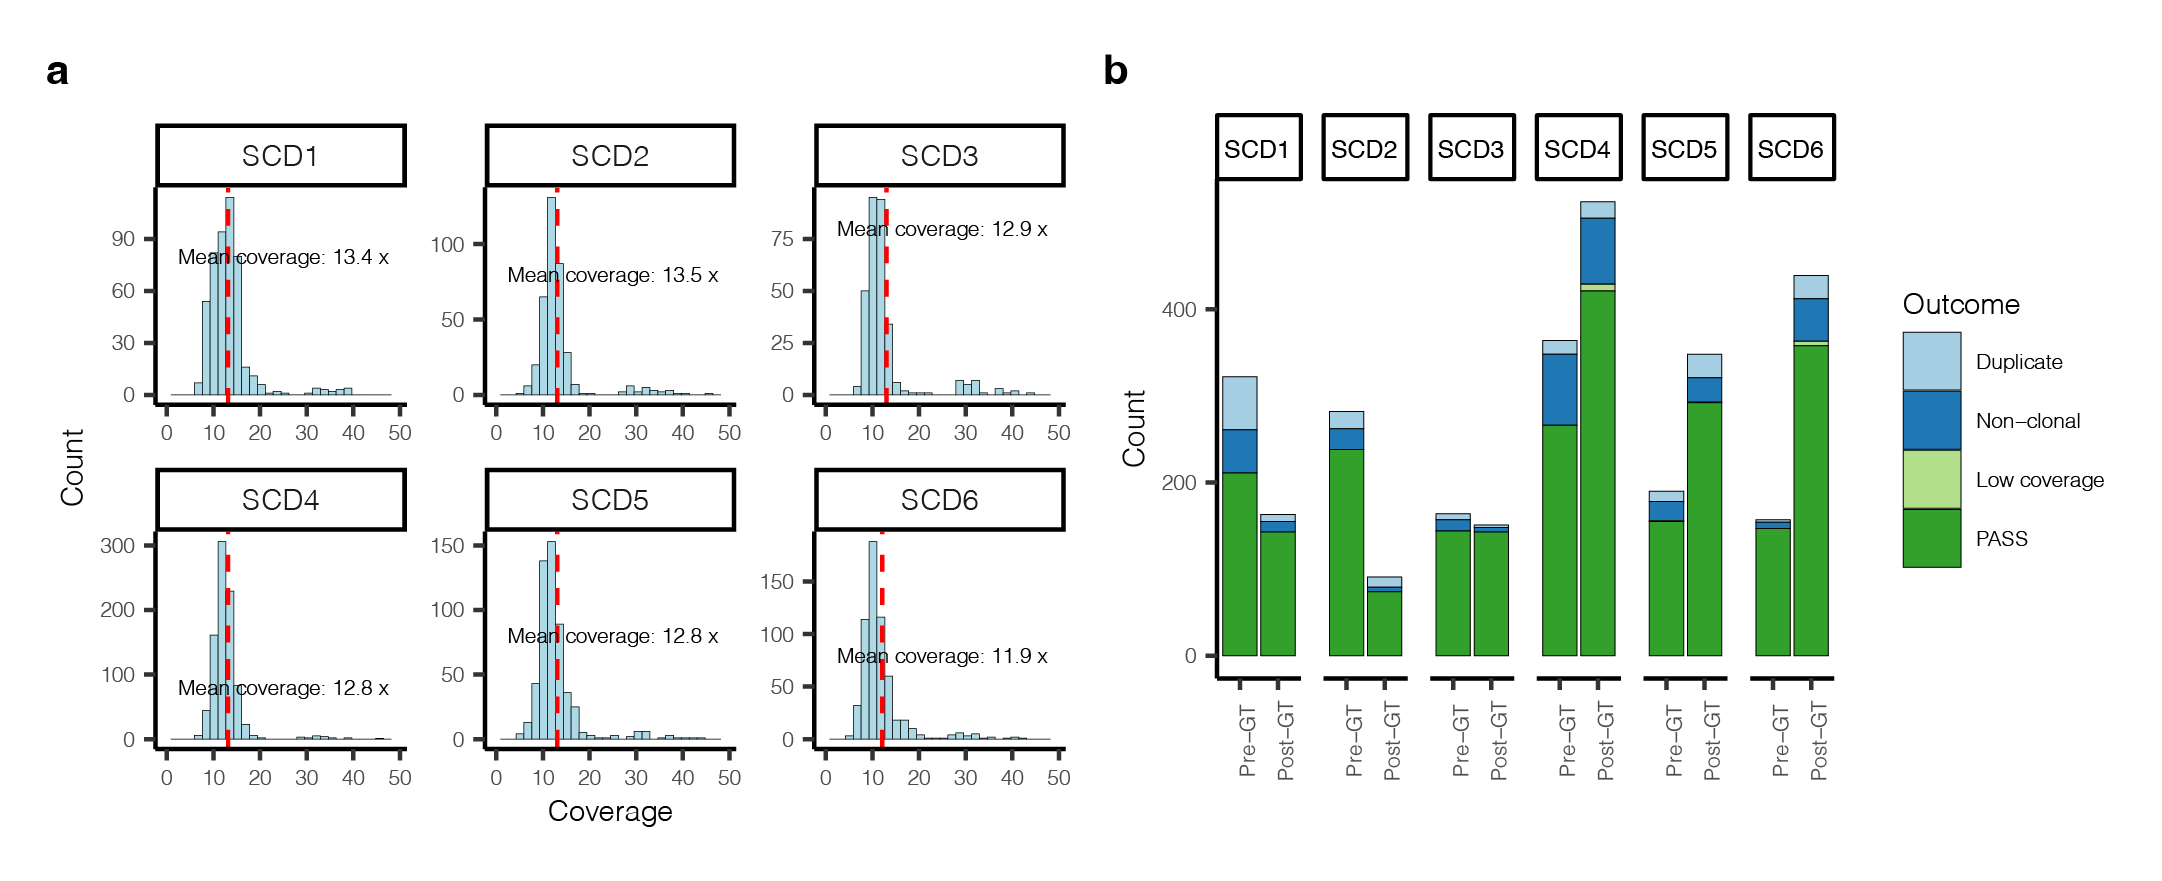 a
b
SCD1
SCD2
SCD3
Mean coverage: 13.4 x
Mean coverage: 13.5 x
Mean coverage: 12.9 x
90
60
30
0
100
50
0
75
50
25
0
0 10 20 30 40 50
0 10 20 30 40 50
0 10 20 30 40 50
Count
SCD4
SCD5
SCD6
Mean coverage: 12.8 x
Mean coverage: 12.8 x
Mean coverage: 11.9 x
300
200
100
0
150
100
50
0
150
100
50
0
0 10 20 30 40 50
0 10 20 30 40 50
0 10 20 30 40 50
Coverage
SCD1
SCD2
SCD3
SCD4
SCD5
SCD6
Count
400
200
0
Pre−GT
Post−GT
Pre−GT
Post−GT
Pre−GT
Post−GT
Pre−GT
Post−GT
Pre−GT
Post−GT
Pre−GT
Post−GT
Outcome
Duplicate
Non−clonal
Low coverage
PASS